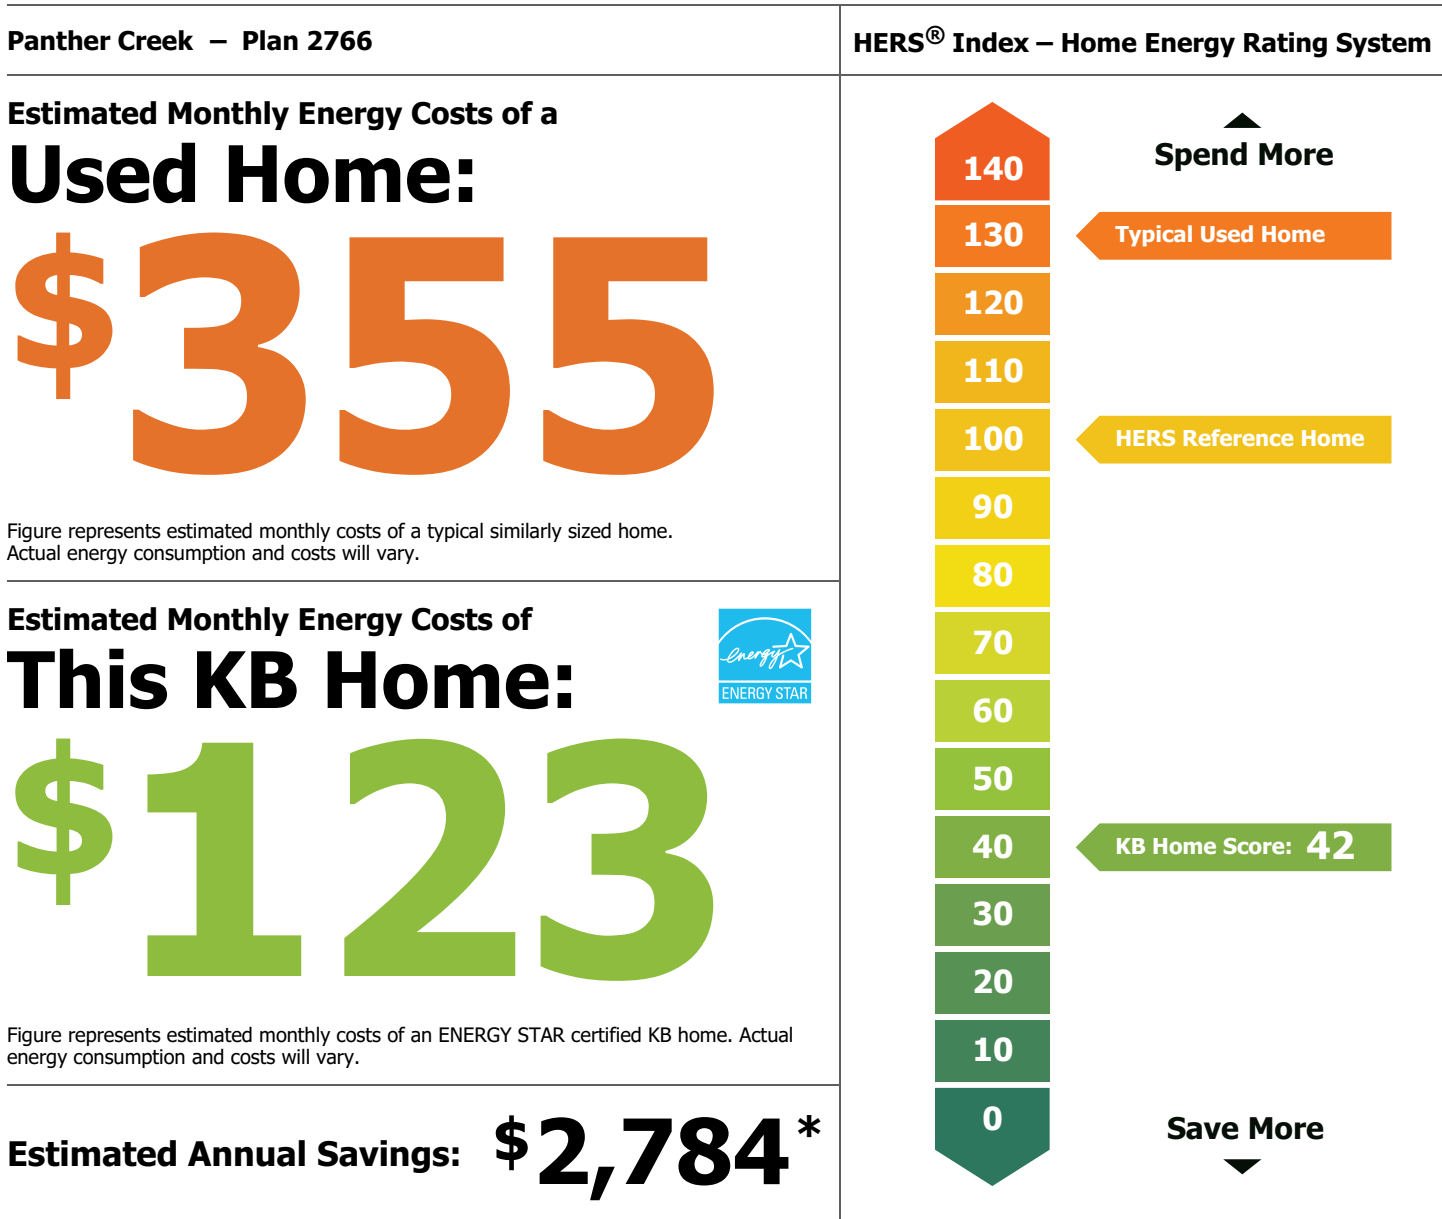 Panther Creek – Plan 2766
Estimated Monthly Energy Costs of a
Used Home:
$355
Figure represents estimated monthly costs of a typical similarly sized home.
Actual energy consumption and costs will vary.
Estimated Monthly Energy Costs of
This KB Home:
energy
ENERGY STAR
$123
Figure represents estimated monthly costs of an ENERGY STAR certified KB home. Actual
energy consumption and costs will vary.
Estimated Annual Savings: $2,784*
HERS® Index – Home Energy Rating System
Spend More
140
130 Typical Used Home
120
110
100 HERS Reference Home
90
80
70
60
50
40 KB Home Score: 42
30
20
10
0
Save More